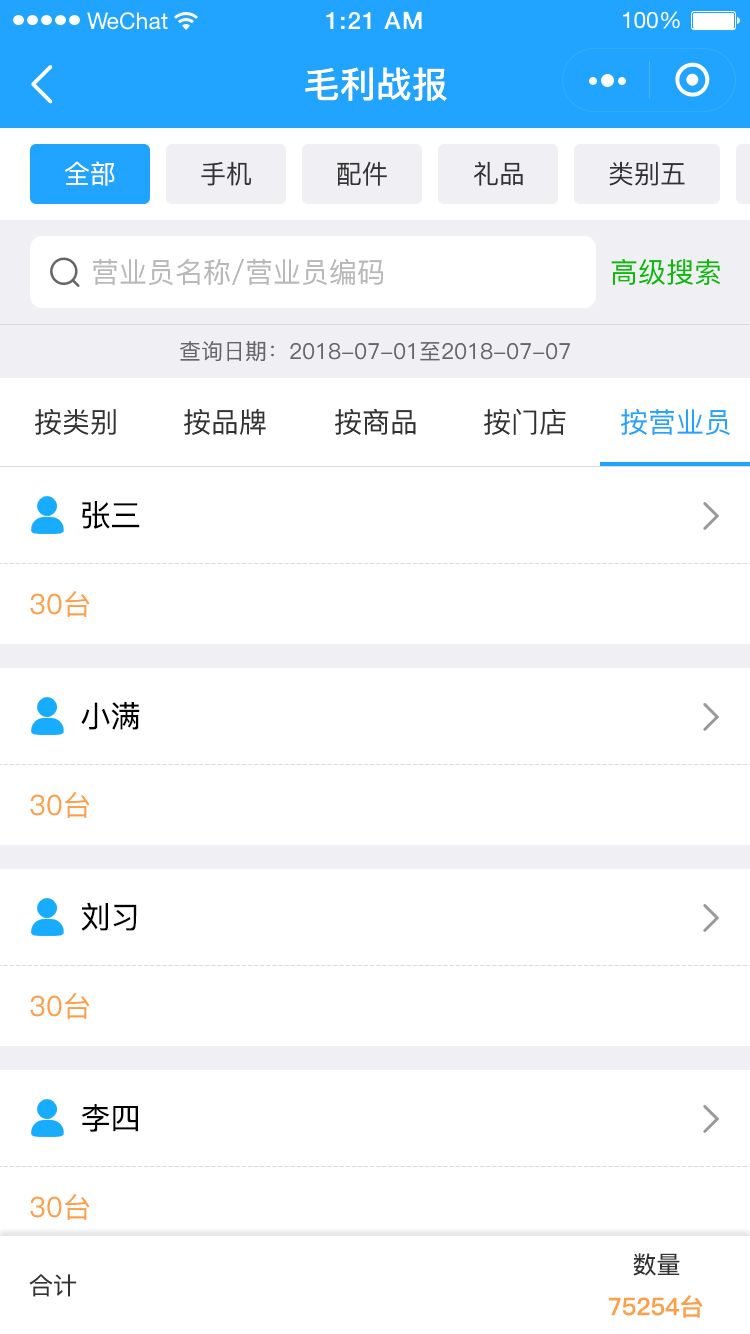 WeChat 1:21 AM 100%
毛利战报
全部 手机 配件 礼品 类别五
营业员名称/营业员编码 高级搜索
查询日期：2018-07-01至2018-07-07
按类别 按品牌 按商品 按门店 按营业员
张三
30台
小满
30台
刘习
30台
李四
30台
数量
合计
75254台